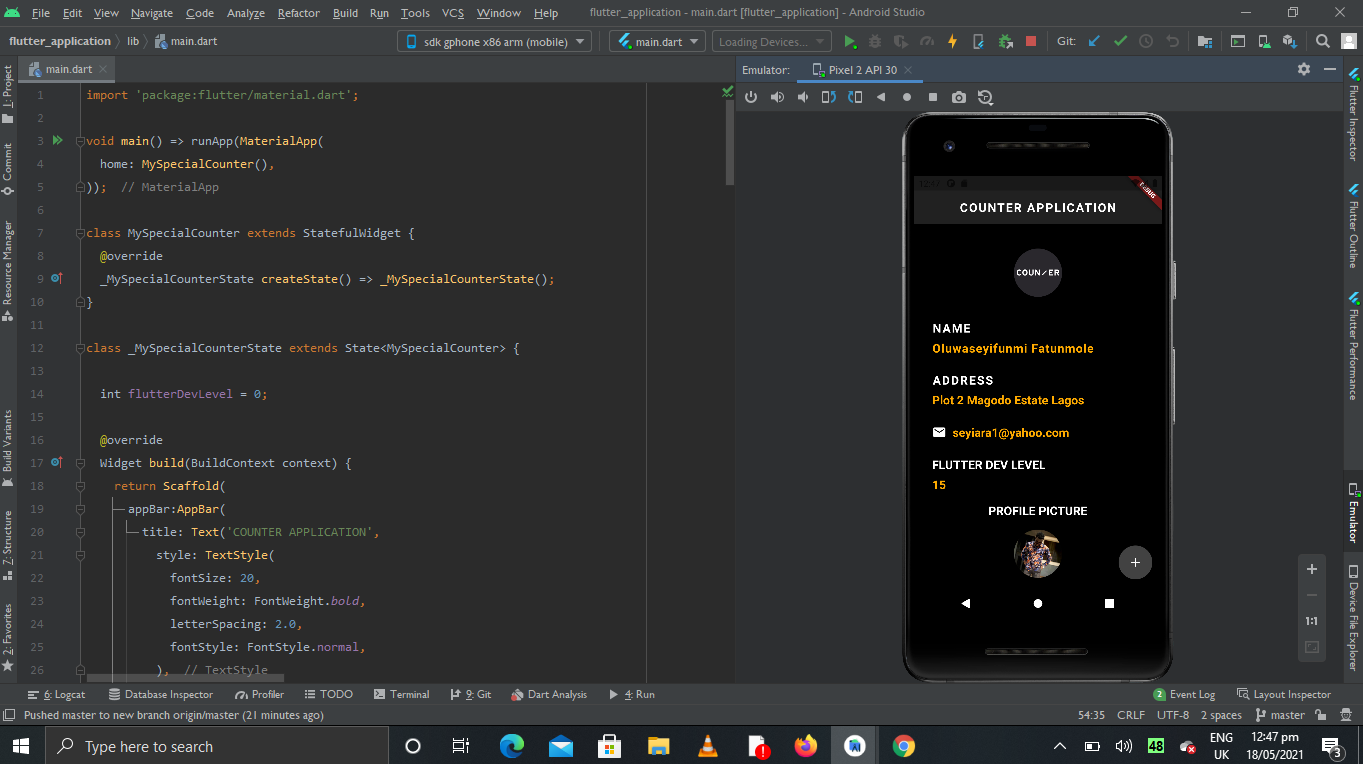 File Edit View Navigate Code Analyze Refactor Build Run Tools VCS Window Help flutter_application - main.dart [flutter_application] - Android Studio
flutter_application lib main.dart sdk gphone x86 arm (mobile) main.dart Loading Devices... Git:
main.dart
Emulator: Pixel 2 API 30
1: Project
Commit
Resource Manager
Build Variants
Z: Structure
2: Favorites
1 import 'package:flutter/material.dart';
2
3 void main() => runApp(MaterialApp(
4 home: MySpecialCounter(),
5 )); // MaterialApp
6
7 class MySpecialCounter extends StatefulWidget {
8 @override
9 _MySpecialCounterState createState() => _MySpecialCounterState();
10 }
11
12 class _MySpecialCounterState extends State<MySpecialCounter> {
13
14 int flutterDevLevel = 0;
15
16 @override
17 Widget build(BuildContext context) {
18 return Scaffold(
19 appBar:AppBar(
20 title: Text('COUNTER APPLICATION',
21 style: TextStyle(
22 fontSize: 20,
23 fontWeight: FontWeight.bold,
24 letterSpacing: 2.0,
25 fontStyle: FontStyle.normal,
26 ), // TextStyle
COUNTER APPLICATION
COUN/ER
NAME
Oluwaseyifunmi Fatunmole
ADDRESS
Plot 2 Magodo Estate Lagos
seyiara1@yahoo.com
FLUTTER DEV LEVEL
15
PROFILE PICTURE
+
+
1:1
Flutter Inspector
Flutter Outline
Flutter Performance
Emulator
Device File Explorer
6: Logcat Database Inspector Profiler TODO Terminal 9: Git Dart Analysis 4: Run 2 Event Log Layout Inspector
Pushed master to new branch origin/master (21 minutes ago) 54:35 CRLF UTF-8 2 spaces master
Type here to search
48
ENG
UK
12:47 pm
18/05/2021
3